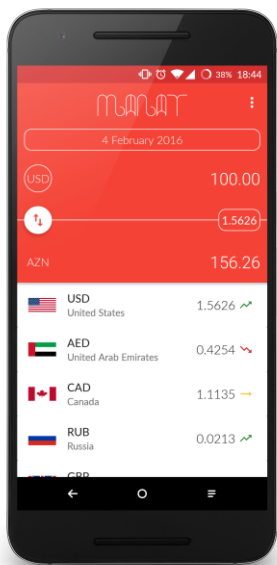 38% 18:44
MANAT
4 February 2016
USD 100.00
1.5626
AZN 156.26
USD
United States 1.5626
AED
United Arab Emirates 0.4254
CAD
Canada 1.1135
RUB
Russia 0.0213
GBP